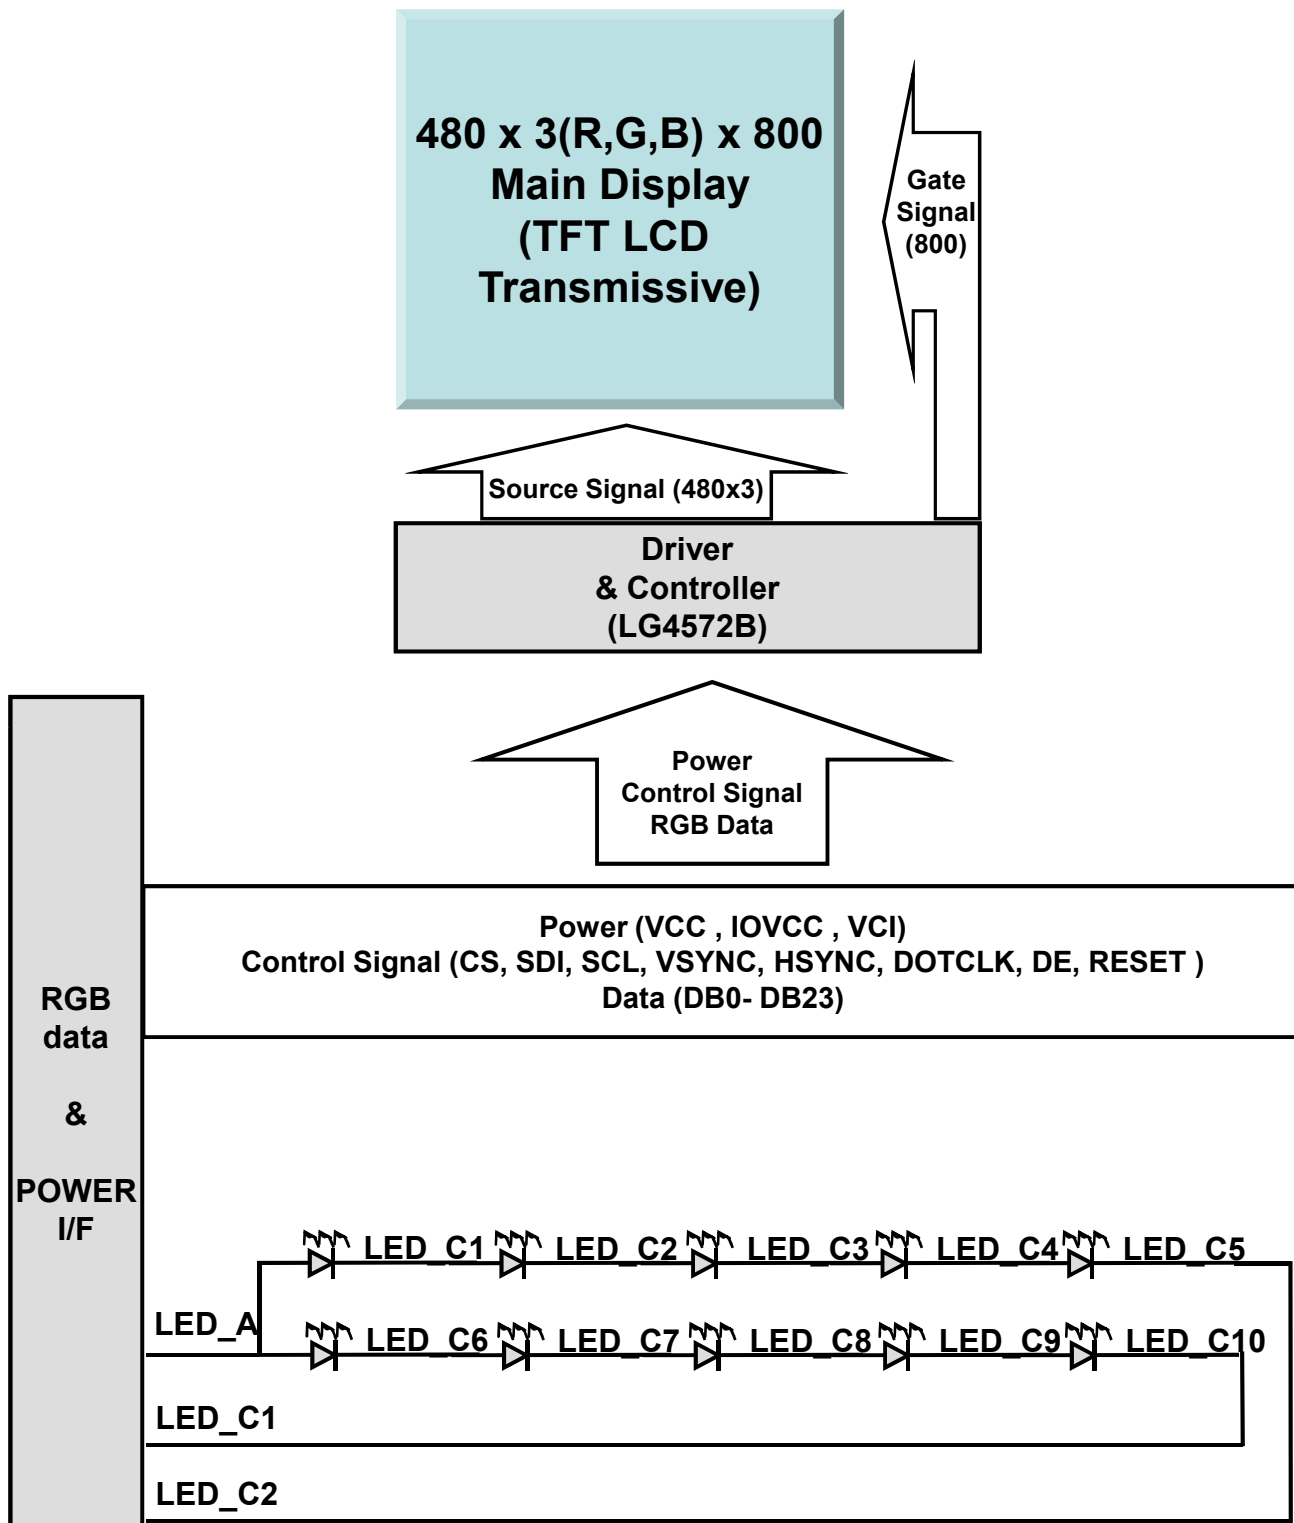 480 x 3(R,G,B) x 800
Main Display
(TFT LCD
Transmissive)
Gate
Signal
(800)
Source Signal (480x3)
Driver
& Controller
(LG4572B)
Power
Control Signal
RGB Data
Power (VCC , IOVCC , VCI)
Control Signal (CS, SDI, SCL, VSYNC, HSYNC, DOTCLK, DE, RESET )
Data (DB0- DB23)
RGB
data
&
POWER
I/F
LED_C1 LED_C2 LED_C3 LED_C4 LED_C5
LED_A
LED_C6 LED_C7 LED_C8 LED_C9 LED_C10
LED_C1
LED_C2